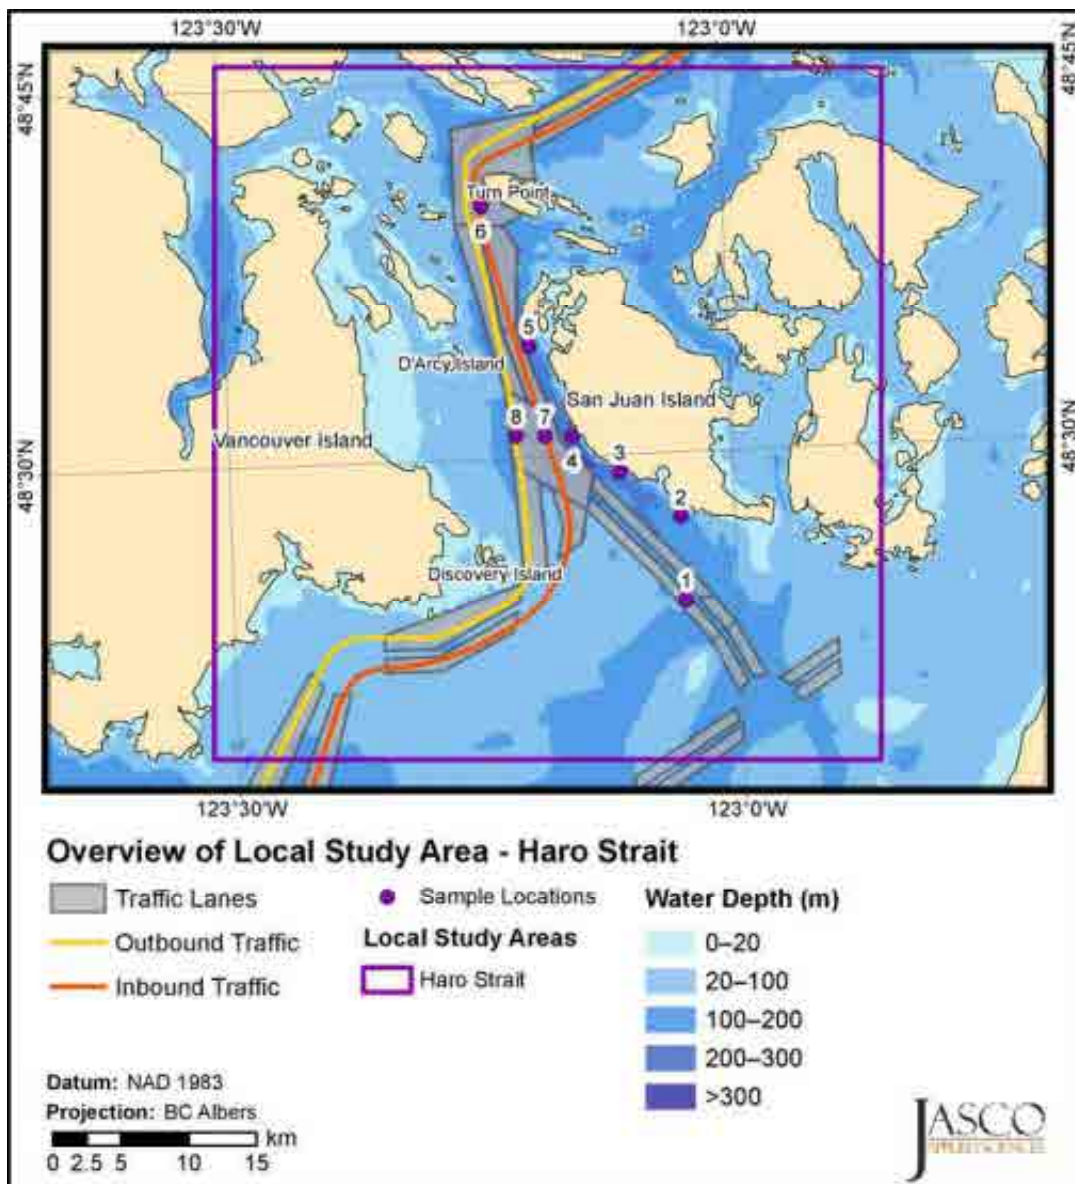 123°30'W 123°0'W
48°45'N 48°45'N
Turn Point
6
5
D'Arcy Island
San Juan Island
8 7
Vancouver Island
4
3
48°30'N 48°30'N
2
Discovery Island
1
123°30'W 123°0'W
Overview of Local Study Area - Haro Strait
Traffic Lanes
Outbound Traffic
Inbound Traffic
Sample Locations
Local Study Areas
Haro Strait
Water Depth (m)
0–20
20–100
100–200
200–300
>300
Datum: NAD 1983
Projection: BC Albers
km
0 2.5 5 10 15
JASCO
APPLIED SCIENCES